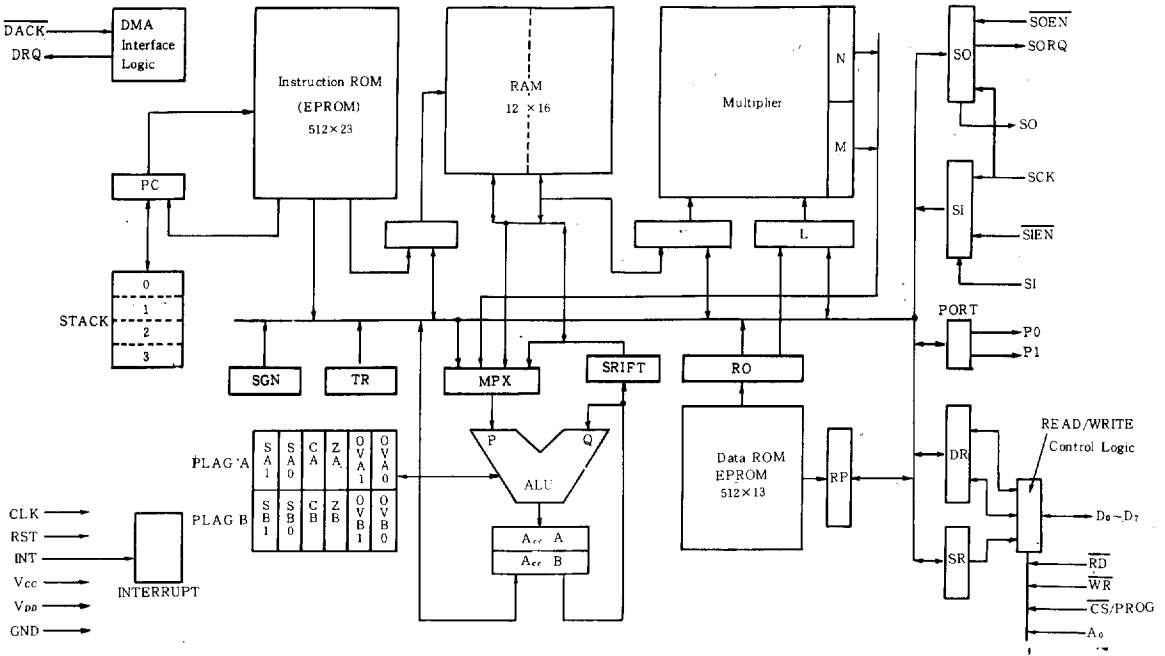 DACK
DRQ
DMA
Interface
Logic
Instruction ROM
(EPROM)
512×23
RAM
12 ×16
Multiplier
N
M
SO
SOEN
SORQ
SO
SCK
SI
SIEN
SI
PC
STACK
0
1
2
3
L
PORT
P0
P1
SGN
TR
MPX
SRIFT
RO
P
Q
ALU
Data ROM
EPROM
512×13
RP
DR
SR
READ/WRITE
Control Logic
D₀~D₇
RD
WR
CS/PROG
A₀
PLAG A
SA1 SA0 CA ZA OVA1 OVA0
PLAG B
SB1 SB0 CB ZB OVB1 OVB0
Acc A
Acc B
CLK
RST
INT
VCC
VDD
GND
INTERRUPT